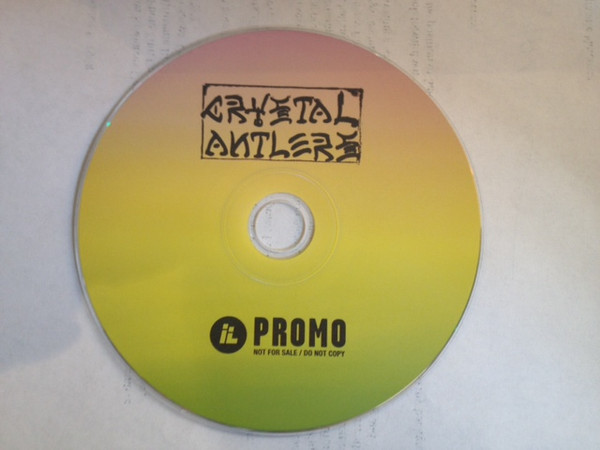 CRYSTAL
ANTLERS
iL PROMO
NOT FOR SALE / DO NOT COPY